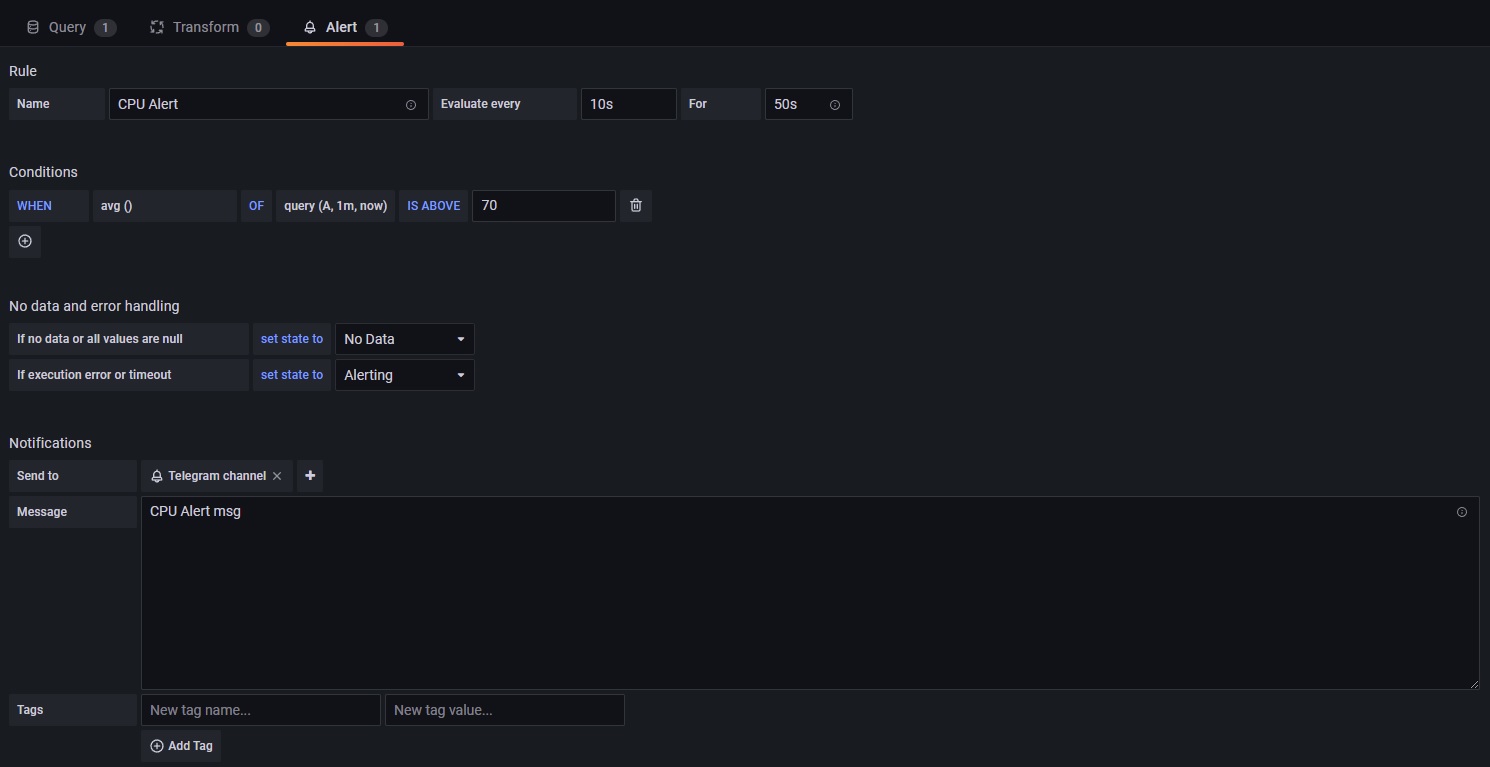 Query 1 Transform 0 Alert 1
Rule
Name CPU Alert Evaluate every 10s For 50s
Conditions
WHEN avg () OF query (A, 1m, now) IS ABOVE 70
No data and error handling
If no data or all values are null set state to No Data
If execution error or timeout set state to Alerting
Notifications
Send to Telegram channel
Message CPU Alert msg
Tags New tag name... New tag value...
Add Tag